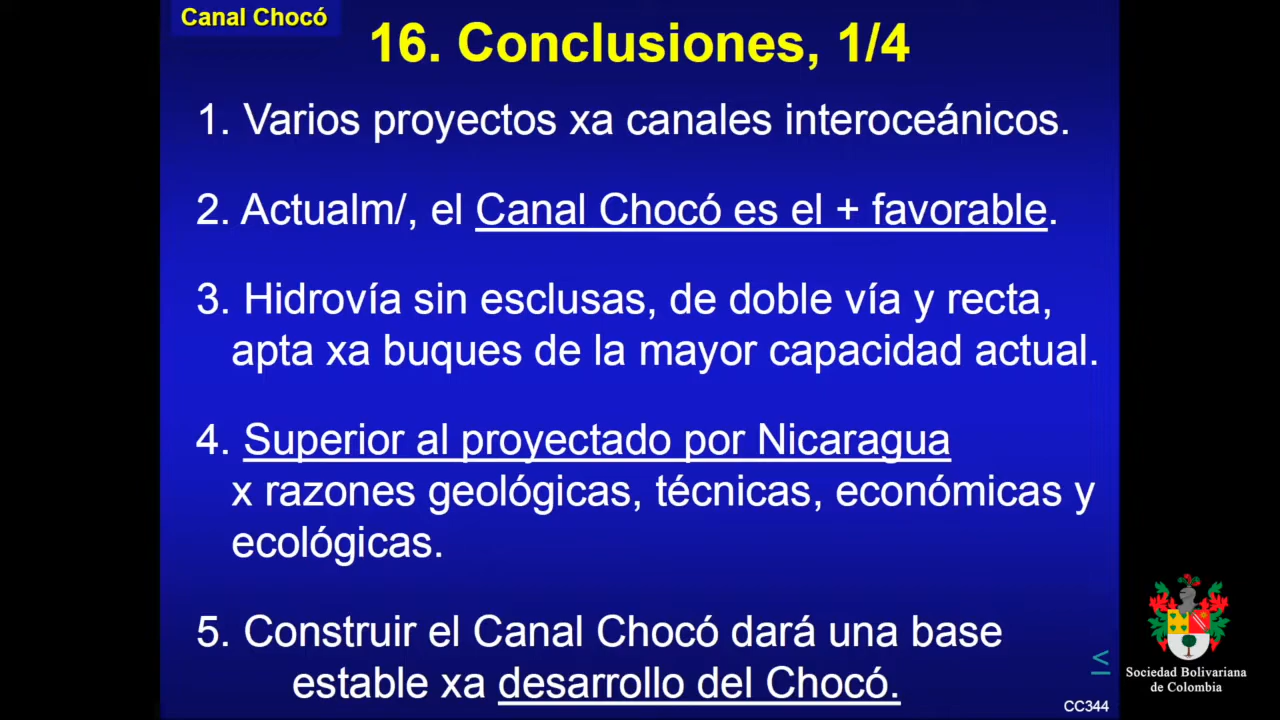 Canal Chocó
16. Conclusiones, 1/4
1. Varios proyectos xa canales interoceánicos.
2. Actualm/, el Canal Chocó es el + favorable.
3. Hidrovía sin esclusas, de doble vía y recta,
apta xa buques de la mayor capacidad actual.
4. Superior al proyectado por Nicaragua
x razones geológicas, técnicas, económicas y
ecológicas.
5. Construir el Canal Chocó dará una base
estable xa desarrollo del Chocó.
<
CC344
Sociedad Bolivariana
de Colombia